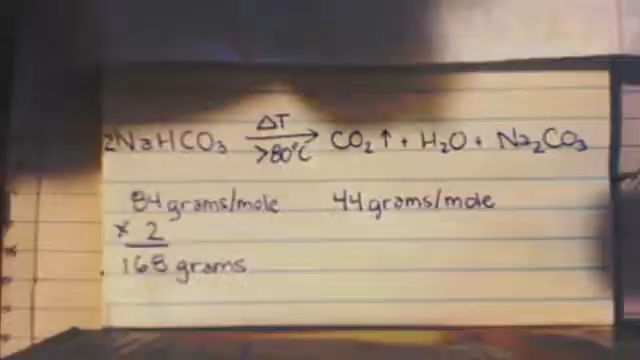 2NaHCO₃ ΔT >80°C → CO₂↑ + H₂O + Na₂CO₃
84 grams/mole 44 grams/mole
× 2
168 grams